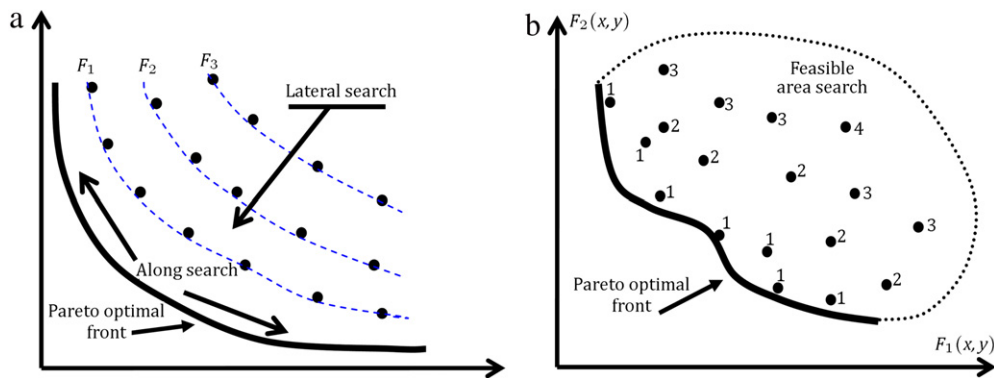 a
F₁
F₂
F₃
Lateral search
Along search
Pareto optimal
front
b
F₂(x, y)
Feasible
area search
3
1
3
3
2
4
1
2
2
1
3
1
3
1
2
1
2
1
Pareto optimal
front
F₁(x, y)